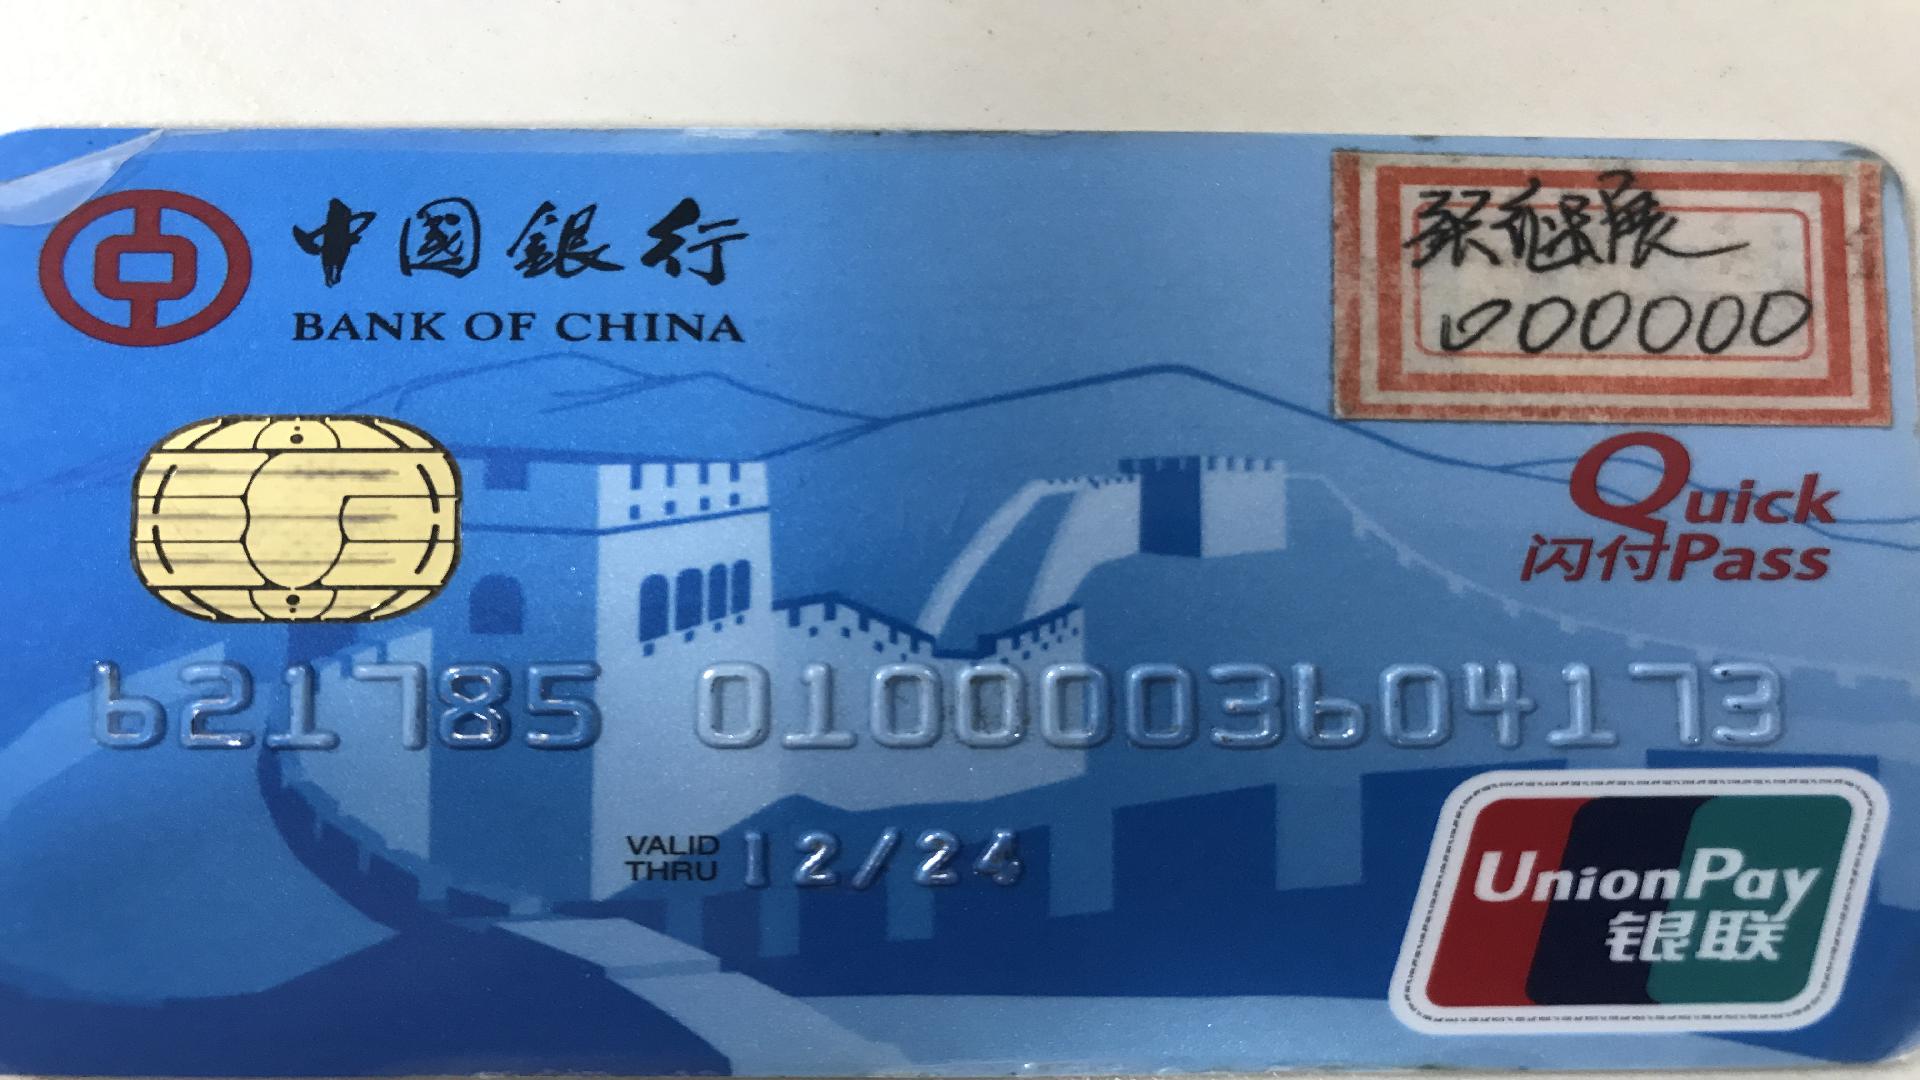 中國銀行
BANK OF CHINA
000000
Quick
闪付Pass
621785 0100003604173
VALID
THRU 12/24
UnionPay
银联